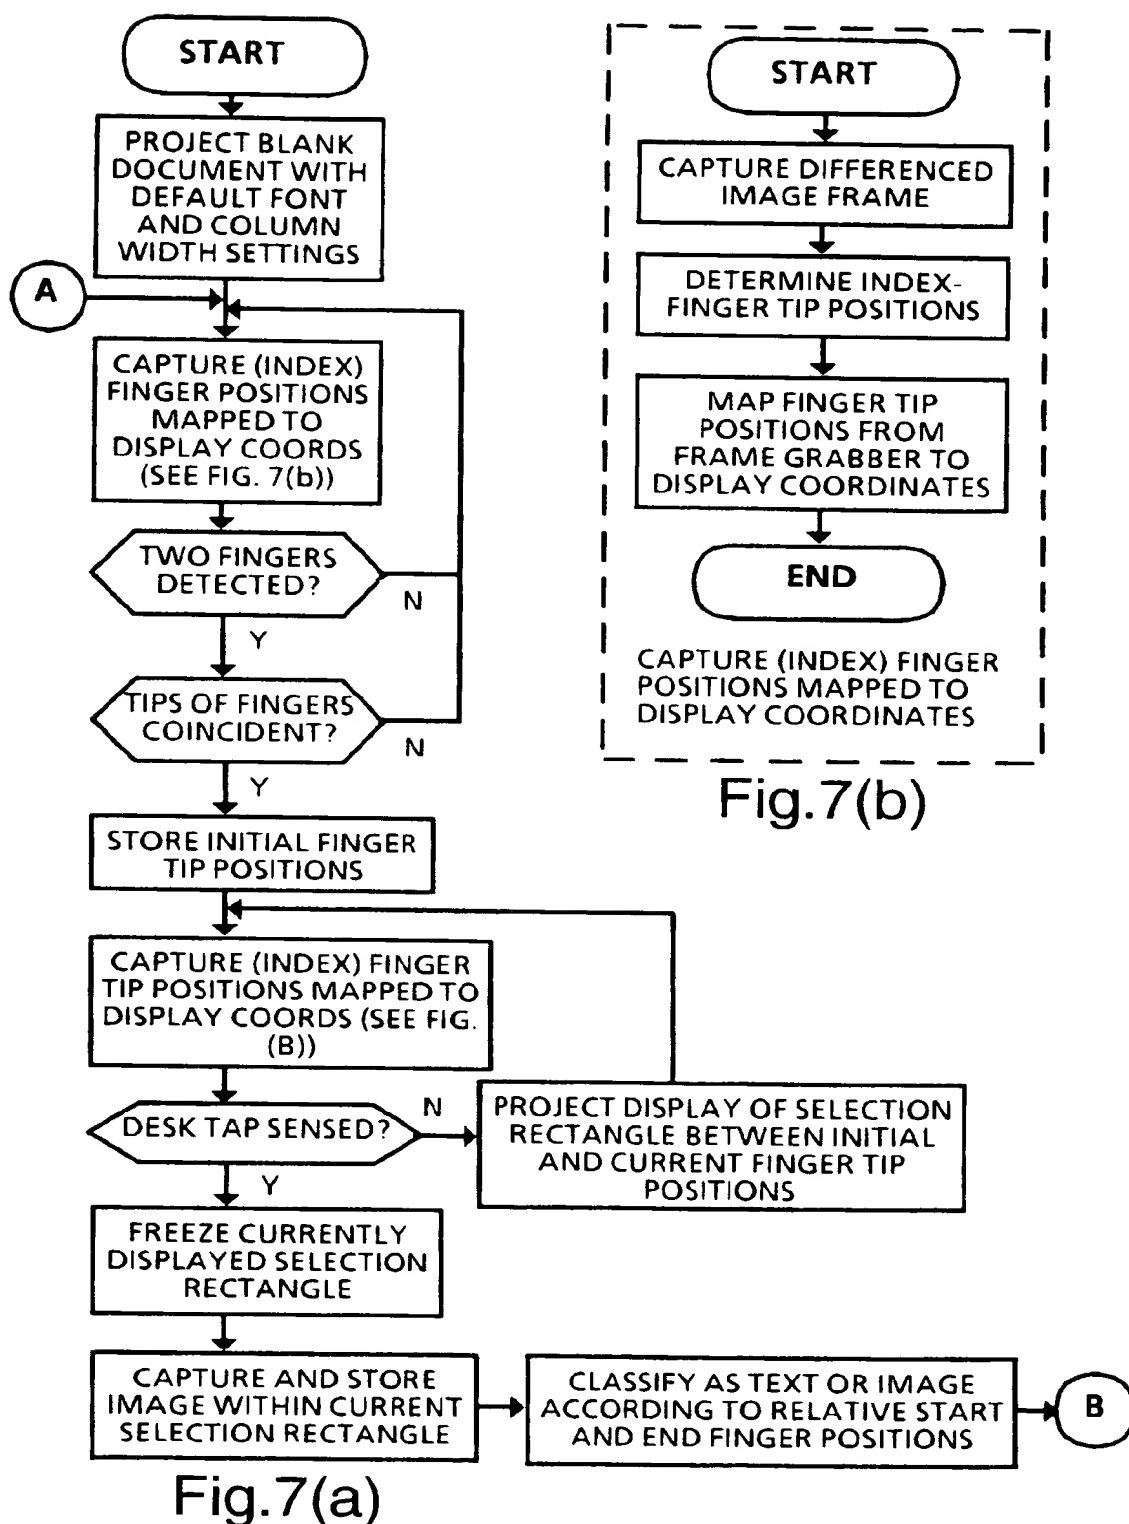 START
PROJECT BLANK
DOCUMENT WITH
DEFAULT FONT
AND COLUMN
WIDTH SETTINGS
A
CAPTURE (INDEX)
FINGER POSITIONS
MAPPED TO
DISPLAY COORDS
(SEE FIG. 7(b))
TWO FINGERS
DETECTED?
N
Y
TIPS OF FINGERS
COINCIDENT?
N
Y
STORE INITIAL FINGER
TIP POSITIONS
CAPTURE (INDEX) FINGER
TIP POSITIONS MAPPED TO
DISPLAY COORDS (SEE FIG.
(B))
DESK TAP SENSED?
N
PROJECT DISPLAY OF SELECTION
RECTANGLE BETWEEN INITIAL
AND CURRENT FINGER TIP
POSITIONS
Y
FREEZE CURRENTLY
DISPLAYED SELECTION
RECTANGLE
CAPTURE AND STORE
IMAGE WITHIN CURRENT
SELECTION RECTANGLE
CLASSIFY AS TEXT OR IMAGE
ACCORDING TO RELATIVE START
AND END FINGER POSITIONS
B
Fig.7(a)
START
CAPTURE DIFFERENCED
IMAGE FRAME
DETERMINE INDEX-
FINGER TIP POSITIONS
MAP FINGER TIP
POSITIONS FROM
FRAME GRABBER TO
DISPLAY COORDINATES
END
CAPTURE (INDEX) FINGER
POSITIONS MAPPED TO
DISPLAY COORDINATES
Fig.7(b)